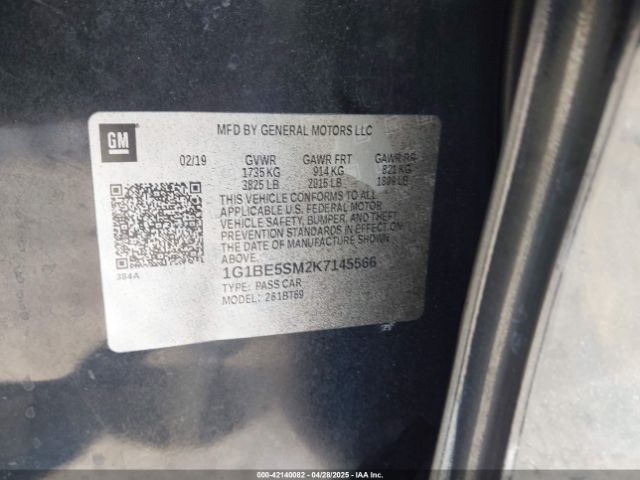 GM
MFD BY GENERAL MOTORS LLC
02/19 GVWR GAWR FRT GAWR RR
1735 KG 914 KG 821 KG
3825 LB 2015 LB LB
THIS VEHICLE CONFORMS TO ALL
APPLICABLE U.S. FEDERAL MOTOR
VEHICLE SAFETY, BUMPER, AND THEFT
PREVENTION STANDARDS IN EFFECT ON
THE DATE OF MANUFACTURE SHOWN
ABOVE.
1G1BE5SM2K7145566
TYPE: PASS CAR
384A
MODEL: 281BT69
000-42140082 04/28/2025 IAA Inc.